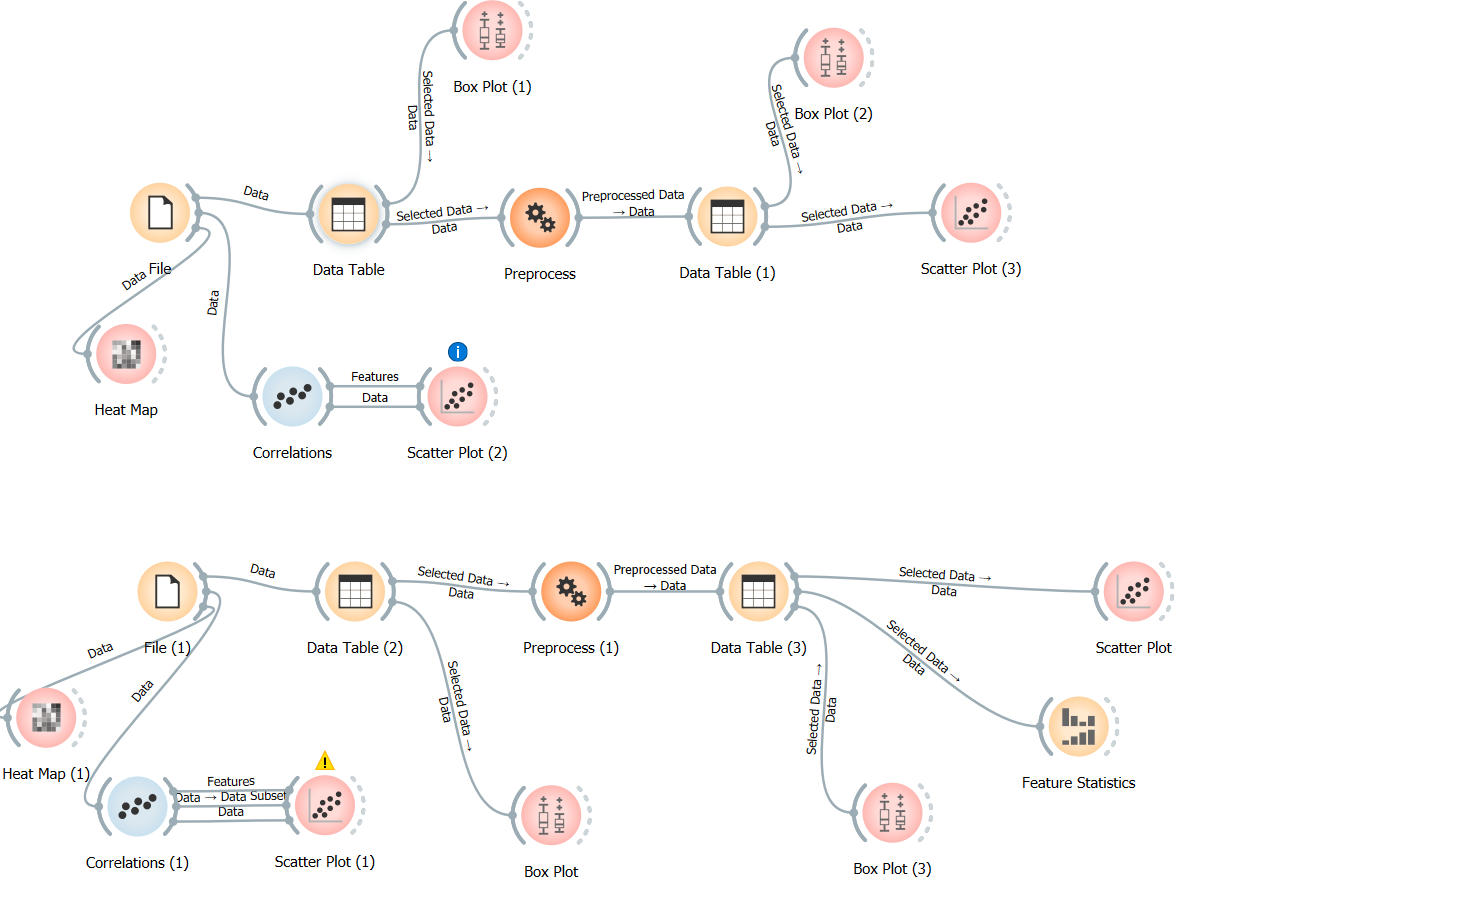 Box Plot (1)
Selected Data →
Data
Box Plot (2)
Selected Data →
Data
Data
Selected Data →
Data
Preprocessed Data
→ Data
Selected Data →
Data
File
Data Table
Preprocess
Data Table (1)
Scatter Plot (3)
Data
Data
Heat Map
i
Features
Data
Correlations
Scatter Plot (2)
Data
Selected Data →
Data
Preprocessed Data
→ Data
Selected Data →
Data
File (1)
Data Table (2)
Preprocess (1)
Data Table (3)
Scatter Plot
Data
Data
Selected Data →
Data
Selected Data →
Data
Selected Data →
Data
Heat Map (1)
Feature Statistics
!
Features
Data → Data Subset
Data
Correlations (1)
Scatter Plot (1)
Box Plot
Box Plot (3)